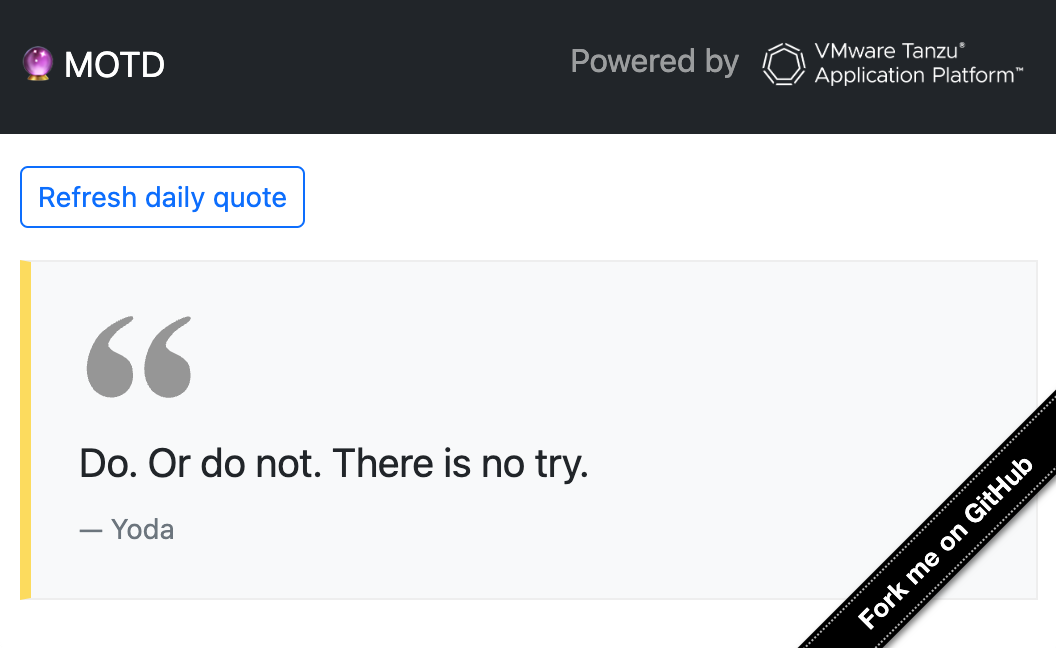 🔮 MOTD
Powered by
VMware Tanzu®
Application Platform™
Refresh daily quote
“
Do. Or do not. There is no try.
— Yoda
Fork me on GitHub